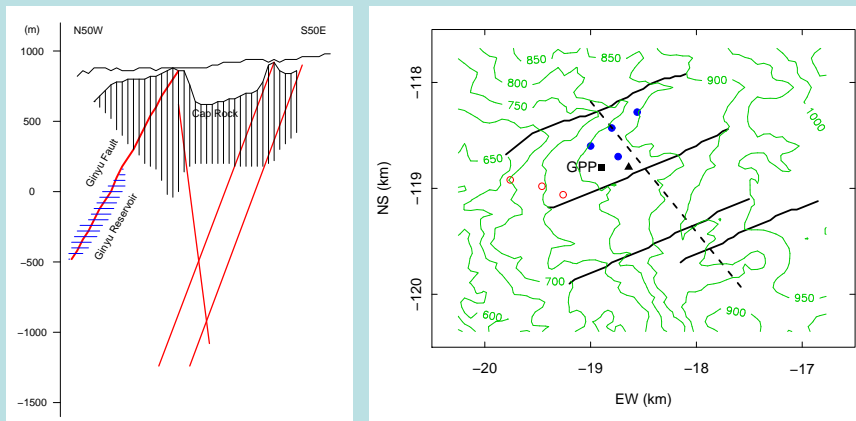 (m)
N50W
S50E
1000
500
0
−500
−1000
−1500
Cap Rock
Ginyu Fault
Ginyu Reservoir
−118
−119
−120
NS (km)
−20
−19
−18
−17
EW (km)
850
800
750
850
900
1000
650
GPP
700
600
900
950